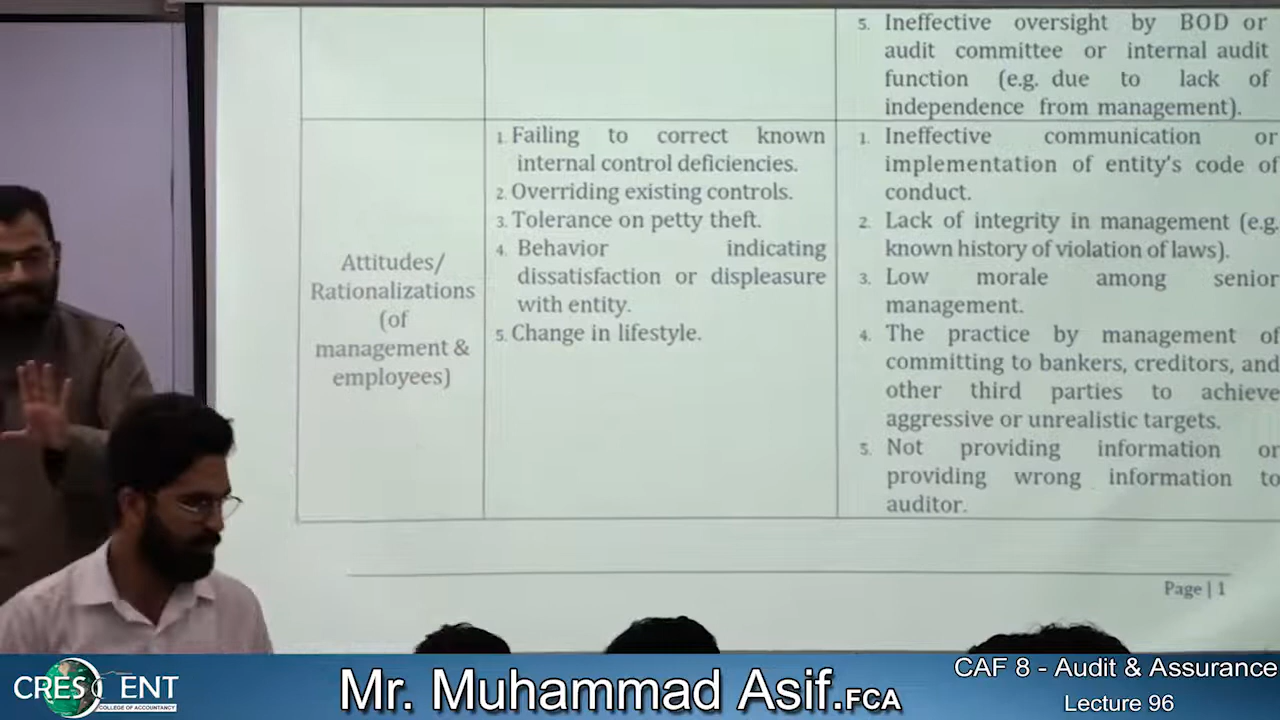 5. Ineffective oversight by BOD or
audit committee or internal audit
function (e.g. due to lack of
independence from management).
Attitudes/
Rationalizations
(of
management &
employees)
1. Failing to correct known
internal control deficiencies.
2. Overriding existing controls.
3. Tolerance on petty theft.
4. Behavior indicating
dissatisfaction or displeasure
with entity.
5. Change in lifestyle.
1. Ineffective communication or
implementation of entity's code of
conduct.
2. Lack of integrity in management (e.g.
known history of violation of laws).
3. Low morale among senior
management.
4. The practice by management of
committing to bankers, creditors, and
other third parties to achieve
aggressive or unrealistic targets.
5. Not providing information or
providing wrong information to
auditor.
Page | 1
CRESCENT
COLLEGE OF ACCOUNTANCY
Mr. Muhammad Asif.FCA
CAF 8 - Audit & Assurance
Lecture 96